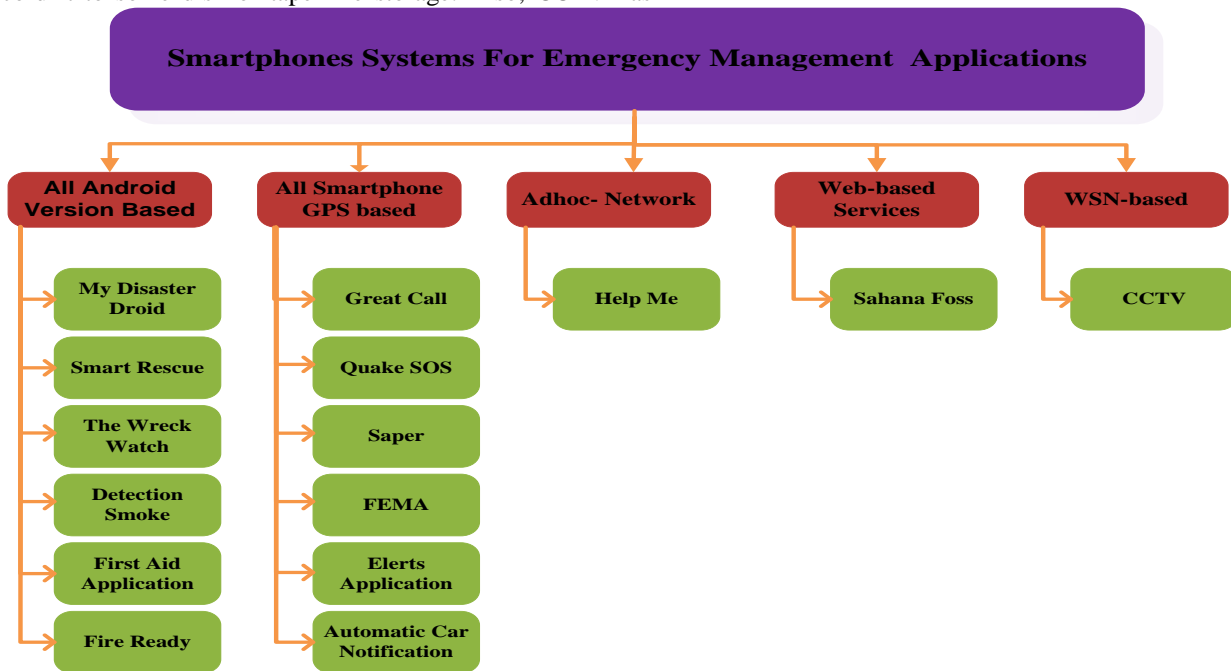 Smartphones Systems For Emergency Management Applications
All Android
Version Based
All Smartphone
GPS based
Adhoc- Network
Web-based
Services
WSN-based
My Disaster
Droid
Great Call
Help Me
Sahana Foss
CCTV
Smart Rescue
Quake SOS
The Wreck
Watch
Saper
Detection
Smoke
FEMA
First Aid
Application
Elerts
Application
Fire Ready
Automatic Car
Notification